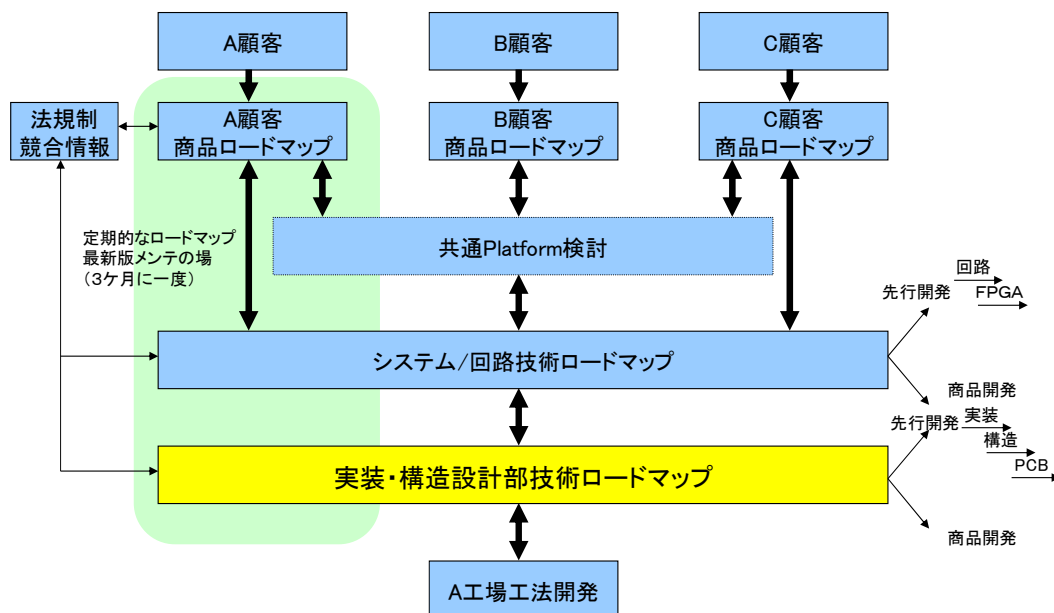 A顧客
B顧客
C顧客
法規制
競合情報
A顧客
商品ロードマップ
B顧客
商品ロードマップ
C顧客
商品ロードマップ
定期的なロードマップ
最新版メンテの場
(3ケ月に一度)
共通Platform検討
回路
先行開発
FPGA
システム/回路技術ロードマップ
商品開発
先行開発
実装
構造
PCB
実装・構造設計部技術ロードマップ
商品開発
A工場工法開発